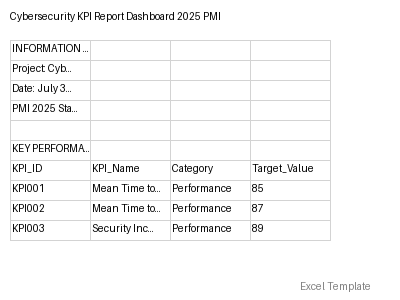 Cybersecurity KPI Report Dashboard 2025 PMI
INFORMATION...
Project: Cyb...
Date: July 3...
PMI 2025 Sta...
KEY PERFORMA...
KPI_ID KPI_Name Category Target_Value
KPI001 Mean Time to... Performance 85
KPI002 Mean Time to... Performance 87
KPI003 Security Inc... Performance 89
Excel Template